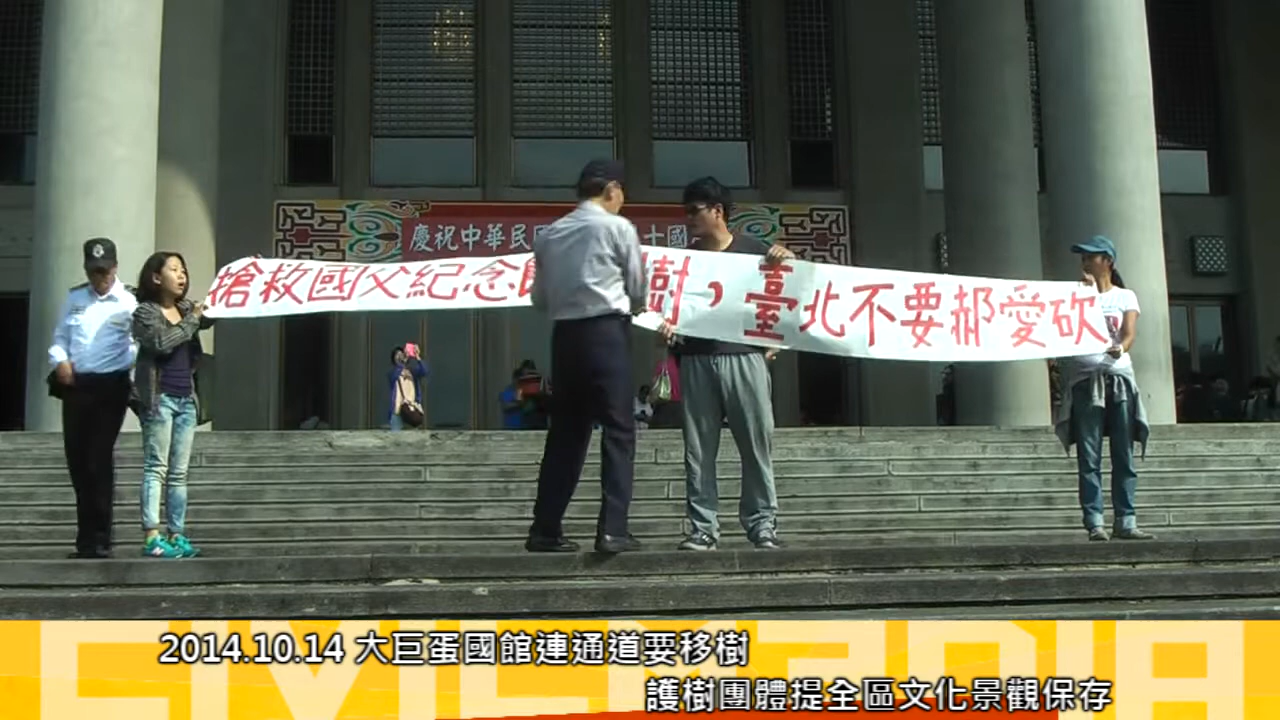 慶祝中華民國 十國
搶救國父紀念館 樹,臺北不要郝愛砍
2014.10.14 大巨蛋國館連通道要移樹
護樹團體提全區文化景觀保存